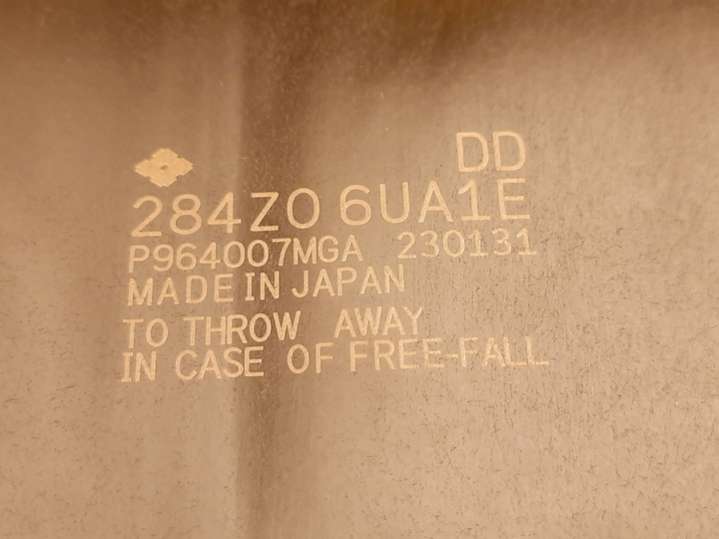 DD
284Z0 6UA1E
P964007MGA 230131
MADE IN JAPAN
TO THROW AWAY
IN CASE OF FREE-FALL